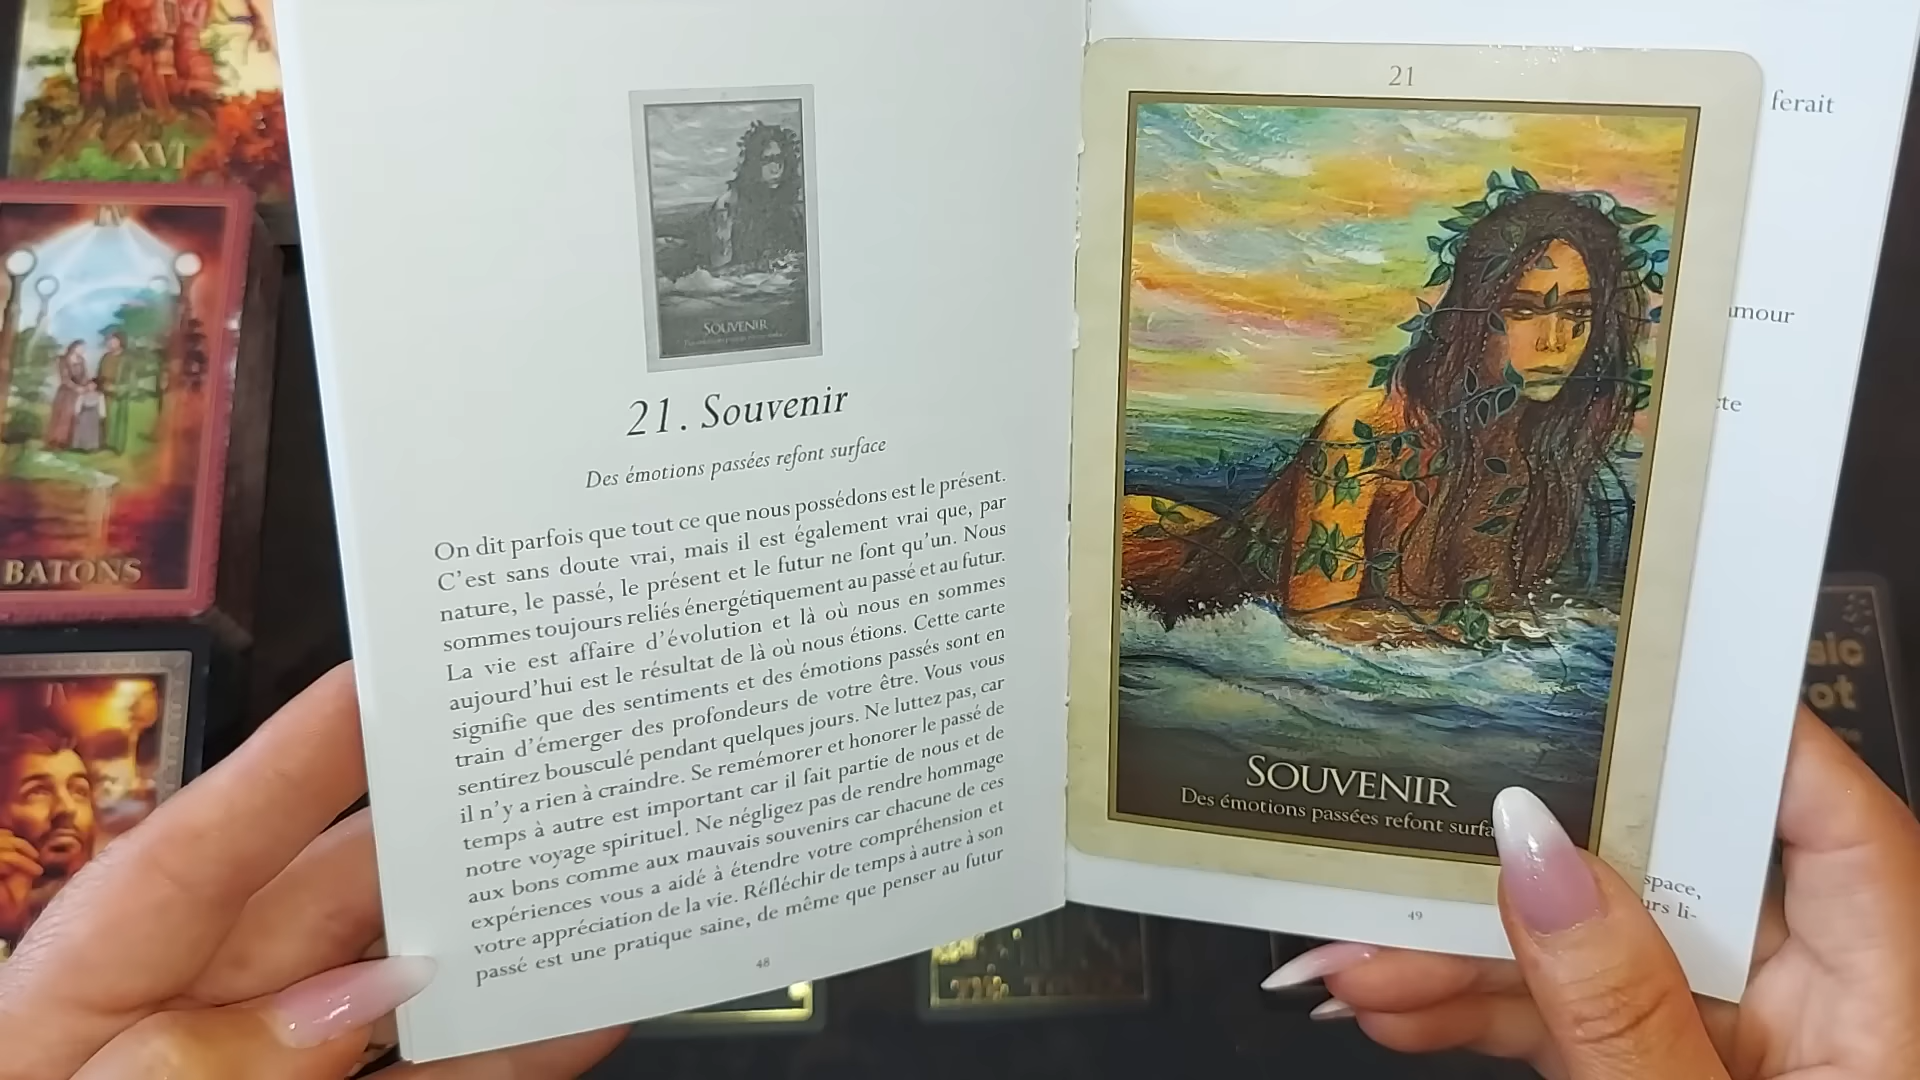 XVI
IV
BATONS
IV
SOUVENIR
21. Souvenir
Des émotions passées refont surface
On dit parfois que tout ce que nous possédons est le présent.
C'est sans doute vrai, mais il est également vrai que, par
nature, le passé, le présent et le futur ne font qu'un. Nous
sommes toujours reliés énergétiquement au passé et au futur.
La vie est affaire d'évolution et là où nous en sommes
aujourd'hui est le résultat de là où nous étions. Cette carte
signifie que des sentiments et des émotions passés sont en
train d'émerger des profondeurs de votre être. Vous vous
sentirez bousculé pendant quelques jours. Ne luttez pas, car
il n'y a rien à craindre. Se remémorer et honorer le passé de
temps à autre est important car il fait partie de nous et de
notre voyage spirituel. Ne négligez pas de rendre hommage
aux bons comme aux mauvais souvenirs car chacune de ces
expériences vous a aidé à étendre votre compréhension et
votre appréciation de la vie. Réfléchir de temps à autre à son
passé est une pratique saine, de même que penser au futur
48
21
SOUVENIR
Des émotions passées refont surfa
ferait
mour
te
space,
urs li-
49